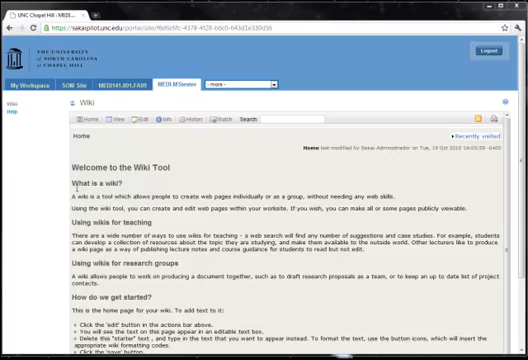 UNC Chapel Hill : MEDI...
https://sakaipilot.unc.edu/portal/site/f6d6c6fc-4378-4f28-b6c0-643d1e330d56
THE UNIVERSITY
of NORTH CAROLINA
at CHAPEL HILL
Logout
My Workspace SOM Site MEDI141.001.FA09 - more -
Wiki
Help
Wiki
Home View Edit Info History Watch Search:
Home
Recently visited
Home last modified by Sakai Administrator on Tue, 19 Oct 2010
Welcome to the Wiki Tool
What is a wiki?
A wiki is a tool which allows people to create web pages individually or as a group, without needing any web skills.
Using the wiki tool, you can create and edit web pages within your worksite. If you wish, you can make all or some pages publicly viewable.
Using wikis for teaching
There are a wide number of ways to use wikis for teaching - a web search will find any number of suggestions and case studies. For example, students
can develop a collection of resources about the topic they are studying, and make them available to the outside world. Other lecturers like to produce
a wiki page as a way of publishing lecture notes and course guidance for students to read but not edit.
Using wikis for research groups
A wiki allows people to work on producing a document together, such as to draft research proposals as a team, or to keep an up to date list of project
contacts.
How do we get started?
This is the home page for your wiki. To add text to it:
Click the 'edit' button in the actions bar above.
You will see the text on this page appear in an editable text box.
Delete this "starter" text , and type in the text that you want to appear instead. To format the text, use the button icons, which will insert the
appropriate wiki formatting codes.
Click the 'save' button.